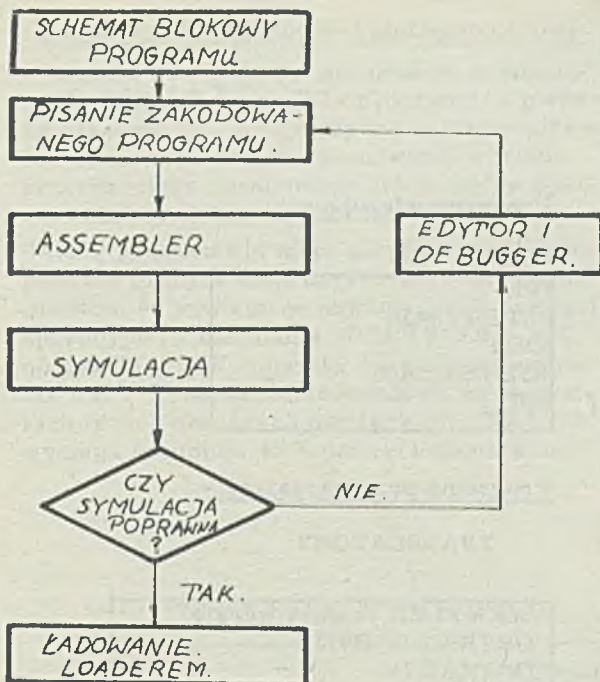 SCHEMAT BLOKOWY
PROGRAMU
PISANIE ZAKODOWA-
NEGO PROGRAMU.
ASSEMBLER
EDYTOR I
DEBUGGER.
SYMULACJA
CZY
SYMULACJA
POPRAWNA
?
NIE.
TAK.
ŁADOWANIE.
LOADEREM.